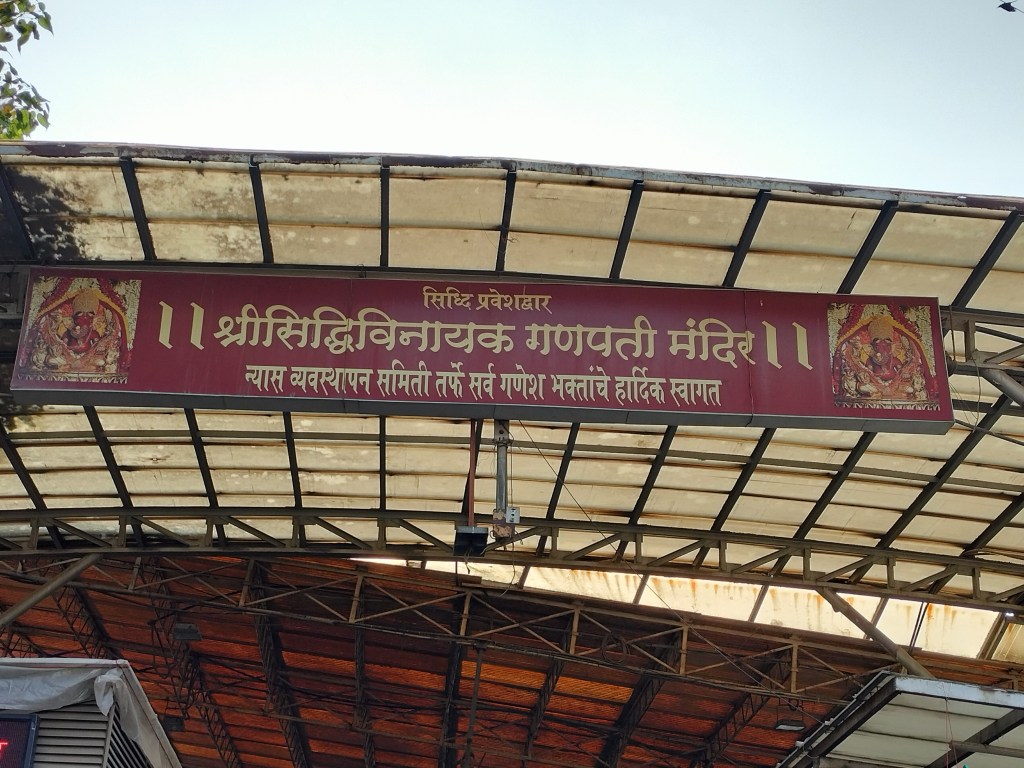 सिध्दि प्रवेशद्वार
।।श्रीसिद्धिविनायक गणपती मंदिर।।
न्यास व्यवस्थापन समिती तर्फे सर्व गणेश भक्तांचे हार्दिक स्वागत